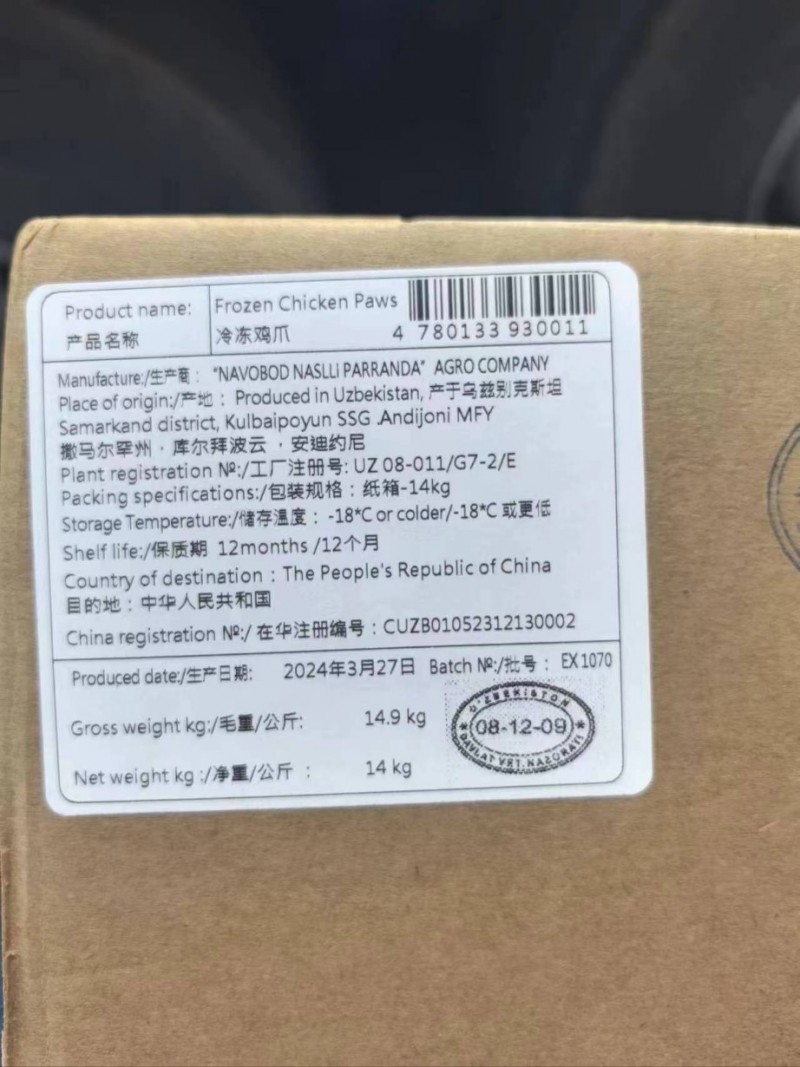 Product name: Frozen Chicken Paws
产品名称 冷冻鸡爪 4 780133 930011
Manufacture:/生产商： “NAVOBOD NASLLi PARRANDA” AGRO COMPANY
Place of origin:/产地： Produced in Uzbekistan, 产于乌兹别克斯坦
Samarkand district, Kulbaipoyun SSG .Andijoni MFY
撒马尔罕州，库尔拜波云 ，安迪约尼
Plant registration №:/工厂注册号: UZ 08-011/G7-2/E
Packing specifications:/包装规格：纸箱-14kg
Storage Temperature:/储存温度： -18*C or colder/-18*C 或更低
Shelf life:/保质期 12months /12个月
Country of destination : The People's Republic of China
目的地：中华人民共和国
China registration №:/ 在华注册编号：CUZB01052312130002
Produced date:/生产日期: 2024年3月27日 Batch №:/批号： EX1070
Gross weight kg:/毛重/公斤: 14.9 kg
O'ZBEKISTON
08-12-09
DAVLAT VET.NAZORATI
Net weight kg :/净重/公斤 ： 14 kg